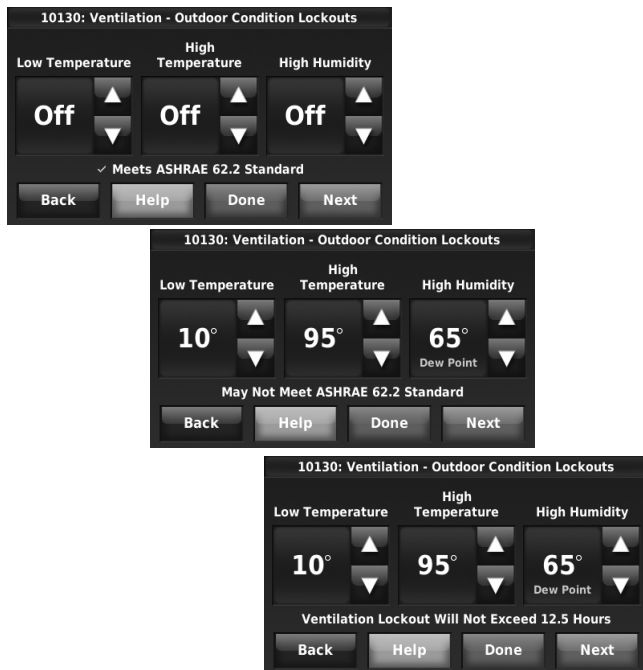 10130: Ventilation - Outdoor Condition Lockouts
Low Temperature
High
Temperature
High Humidity
Off
Off
Off
✓ Meets ASHRAE 62.2 Standard
Back
Help
Done
Next
10130: Ventilation - Outdoor Condition Lockouts
Low Temperature
High
Temperature
High Humidity
10°
95°
65°
Dew Point
May Not Meet ASHRAE 62.2 Standard
Back
Help
Done
Next
10130: Ventilation - Outdoor Condition Lockouts
Low Temperature
High
Temperature
High Humidity
10°
95°
65°
Dew Point
Ventilation Lockout Will Not Exceed 12.5 Hours
Back
Help
Done
Next